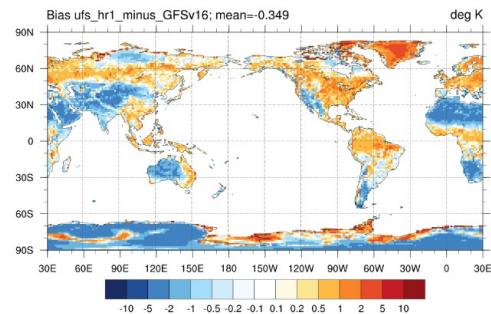 Bias ufs_hr1_minus_GFSv16; mean=-0.349 deg K
90N
60N
30N
0
30S
60S
90S
30E 60E 90E 120E 150E 180 150W 120W 90W 60W 30W 0 30E
-10 -5 -2 -1 -0.5 -0.2 -0.1 0.1 0.2 0.5 1 2 5 10